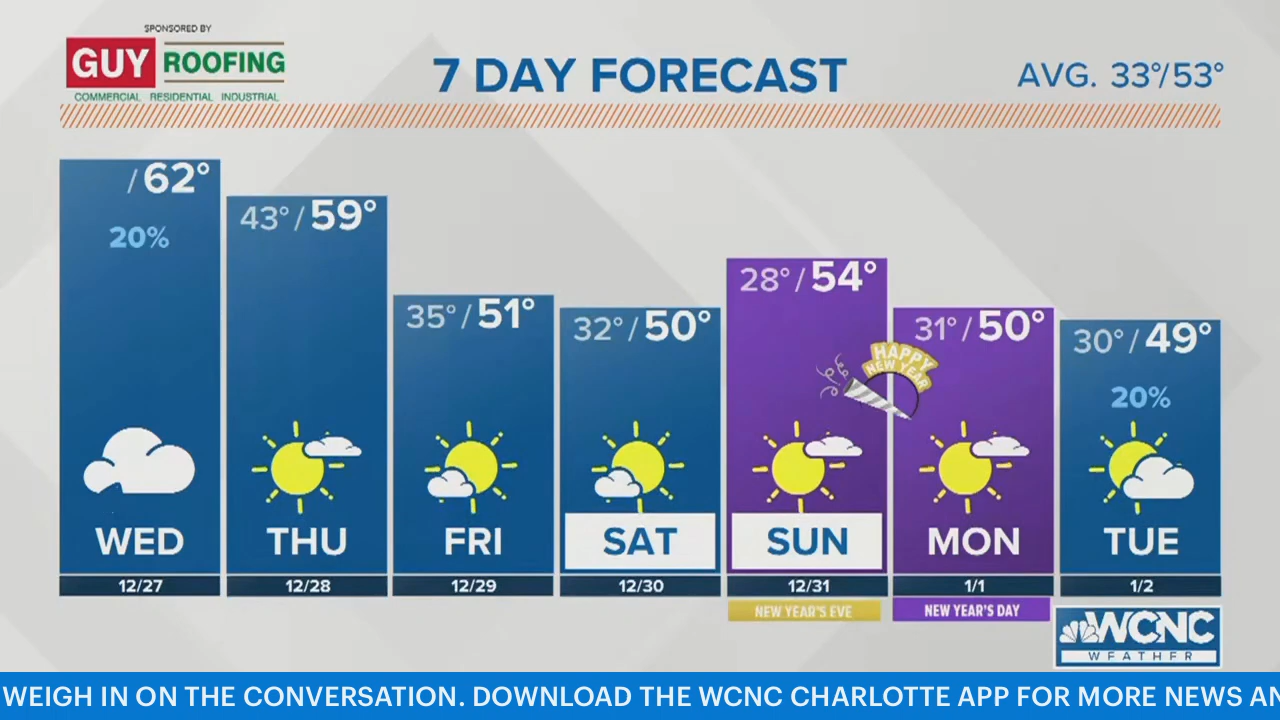 SPONSORED BY
GUY ROOFING
COMMERCIAL RESIDENTIAL INDUSTRIAL
7 DAY FORECAST
AVG. 33°/53°
/62°
20%
WED
12/27
43°/59°
THU
12/28
35°/51°
FRI
12/29
32°/50°
SAT
12/30
28°/54°
SUN
12/31
NEW YEAR'S EVE
HAPPY
NEW YEAR
31°/50°
MON
1/1
NEW YEAR'S DAY
30°/49°
20%
TUE
1/2
WCNC
WEATHER
WEIGH IN ON THE CONVERSATION. DOWNLOAD THE WCNC CHARLOTTE APP FOR MORE NEWS AN